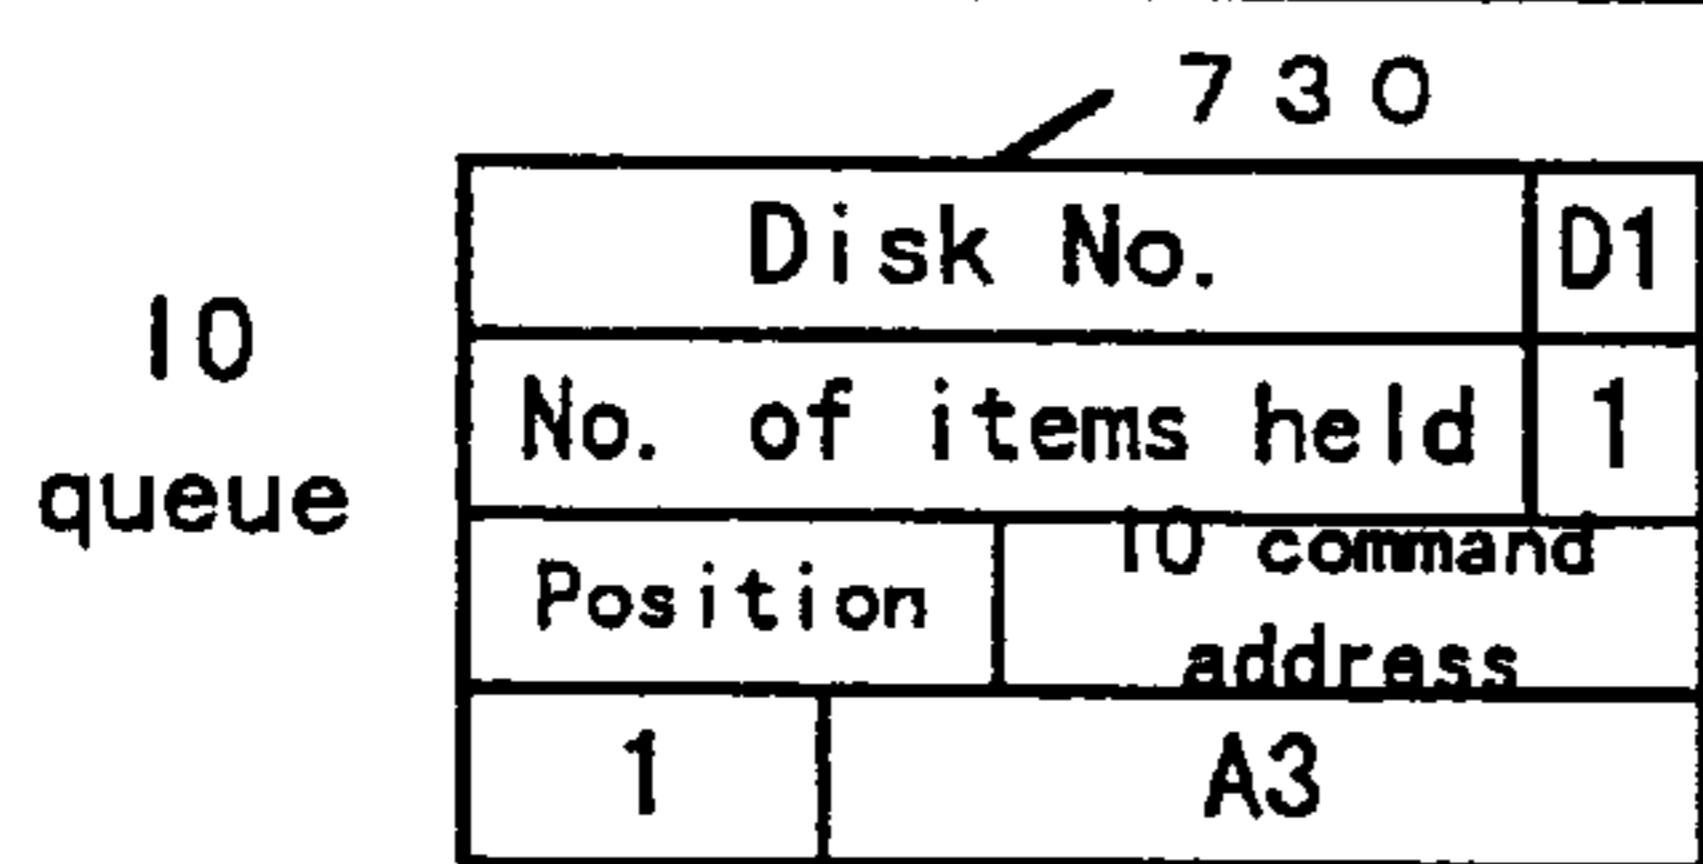 730
Disk No. D1
IO
queue
No. of items held 1
Position IO command
address
1 A3